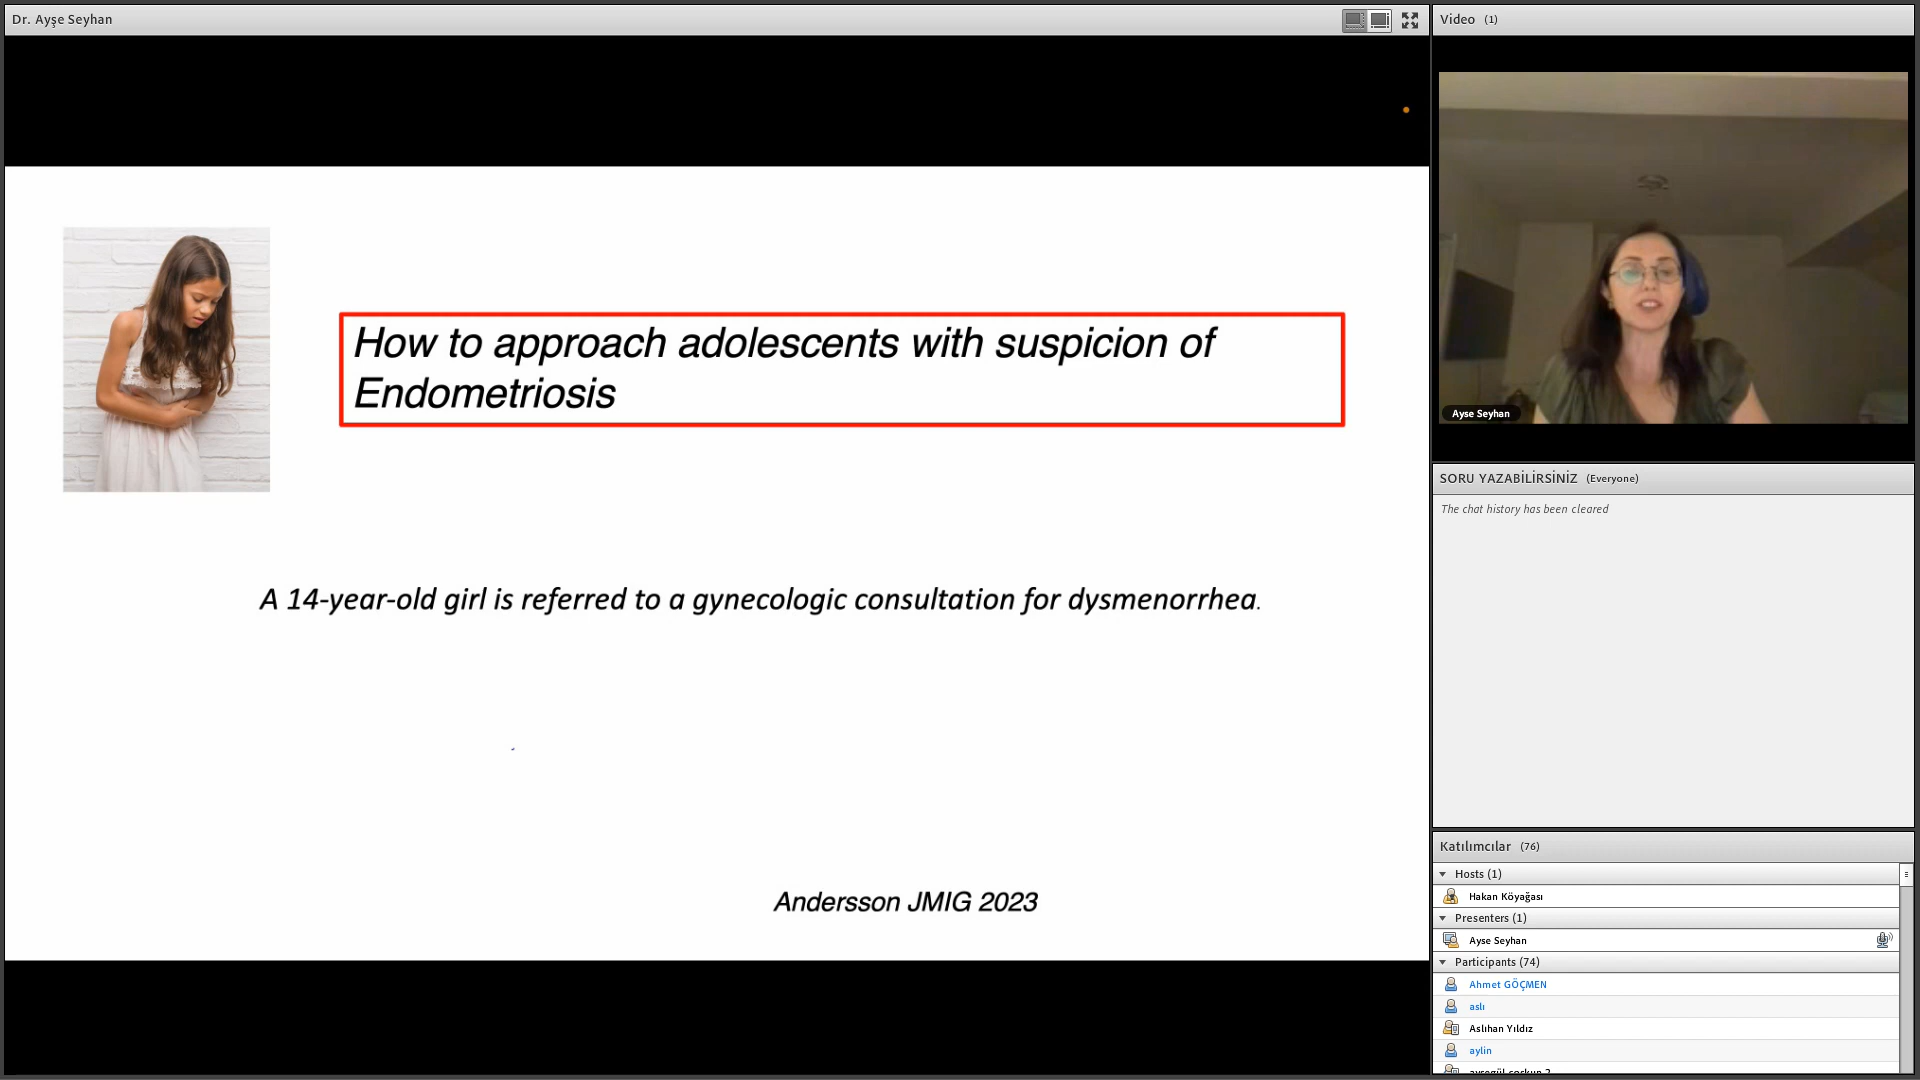 Dr. Ayşe Seyhan
How to approach adolescents with suspicion of
Endometriosis
A 14-year-old girl is referred to a gynecologic consultation for dysmenorrhea.
Andersson JMIG 2023
Video (1)
Ayse Seyhan
SORU YAZABİLİRSİNİZ (Everyone)
The chat history has been cleared
Katılımcılar (76)
Hosts (1)
Hakan Köyağası
Presenters (1)
Ayse Seyhan
Participants (74)
Ahmet GÖÇMEN
aslı
Aslıhan Yıldız
aylin